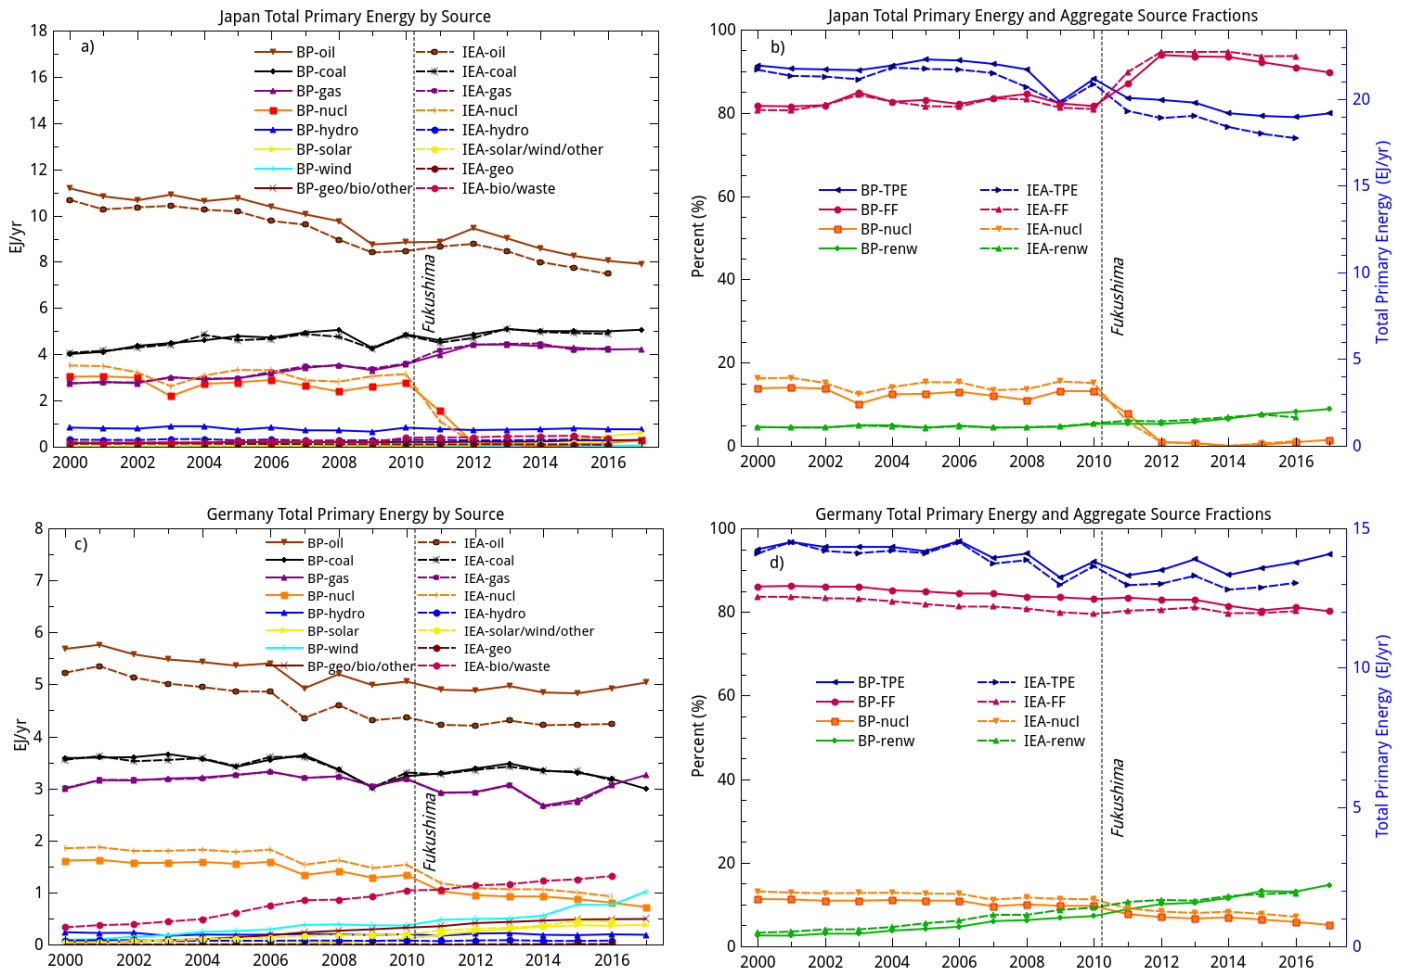 Japan Total Primary Energy by Source
18
16
14
12
10
8
6
4
2
0
EJ/yr
a)
BP-oil
BP-coal
BP-gas
BP-nucl
BP-hydro
BP-solar
BP-wind
BP-geo/bio/other
IEA-oil
IEA-coal
IEA-gas
IEA-nucl
IEA-hydro
IEA-solar/wind/other
IEA-geo
IEA-bio/waste
Fukushima
2000 2002 2004 2006 2008 2010 2012 2014 2016
Japan Total Primary Energy and Aggregate Source Fractions
100
80
60
40
20
0
Percent (%)
b)
BP-TPE
BP-FF
BP-nucl
BP-renw
IEA-TPE
IEA-FF
IEA-nucl
IEA-renw
Fukushima
20
15
10
5
0
Total Primary Energy (EJ/yr)
2000 2002 2004 2006 2008 2010 2012 2014 2016
Germany Total Primary Energy by Source
8
7
6
5
4
3
2
1
0
EJ/yr
c)
BP-oil
BP-coal
BP-gas
BP-nucl
BP-hydro
BP-solar
BP-wind
BP-geo/bio/other
IEA-oil
IEA-coal
IEA-gas
IEA-nucl
IEA-hydro
IEA-solar/wind/other
IEA-geo
IEA-bio/waste
Fukushima
2000 2002 2004 2006 2008 2010 2012 2014 2016
Germany Total Primary Energy and Aggregate Source Fractions
100
80
60
40
20
0
Percent (%)
d)
BP-TPE
BP-FF
BP-nucl
BP-renw
IEA-TPE
IEA-FF
IEA-nucl
IEA-renw
Fukushima
15
10
5
0
Total Primary Energy (EJ/yr)
2000 2002 2004 2006 2008 2010 2012 2014 2016